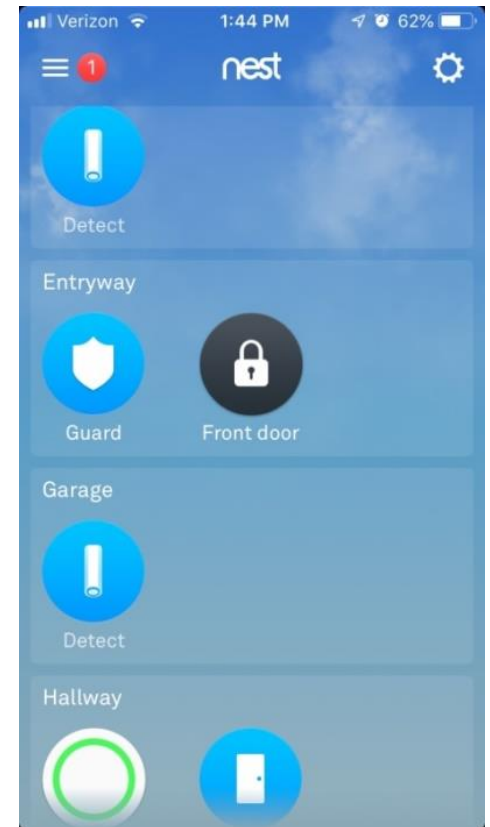 Verizon 1:44 PM 62%
1 nest
Detect
Entryway
Guard Front door
Garage
Detect
Hallway